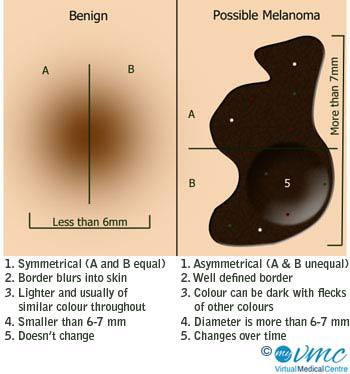 Benign
Possible Melanoma
A
B
Less than 6mm
A
B
5
More than 7mm
1. Symmetrical (A and B equal)
2. Border blurs into skin
3. Lighter and usually of
similar colour throughout
4. Smaller than 6-7 mm
5. Doesn't change
1. Asymmetrical (A & B unequal)
2. Well defined border
3. Colour can be dark with flecks
of other colours
4. Diameter is more than 6-7 mm
5. Changes over time
© my vmc
VirtualMedicalCentre